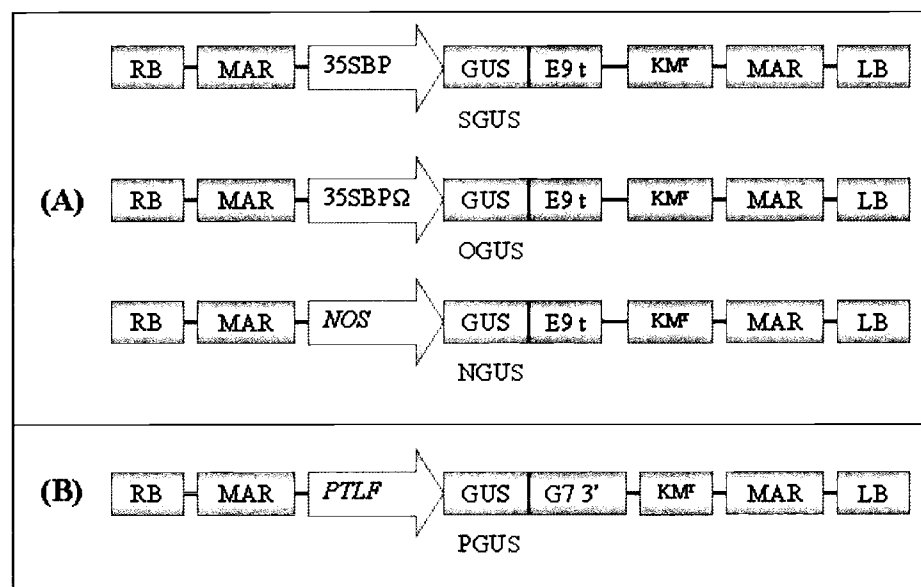 RB MAR 35SBP GUS E9 t KMʳ MAR LB
SGUS
(A) RB MAR 35SBPΩ GUS E9 t KMʳ MAR LB
OGUS
RB MAR NOS GUS E9 t KMʳ MAR LB
NGUS
(B) RB MAR PTLF GUS G7 3' KMʳ MAR LB
PGUS